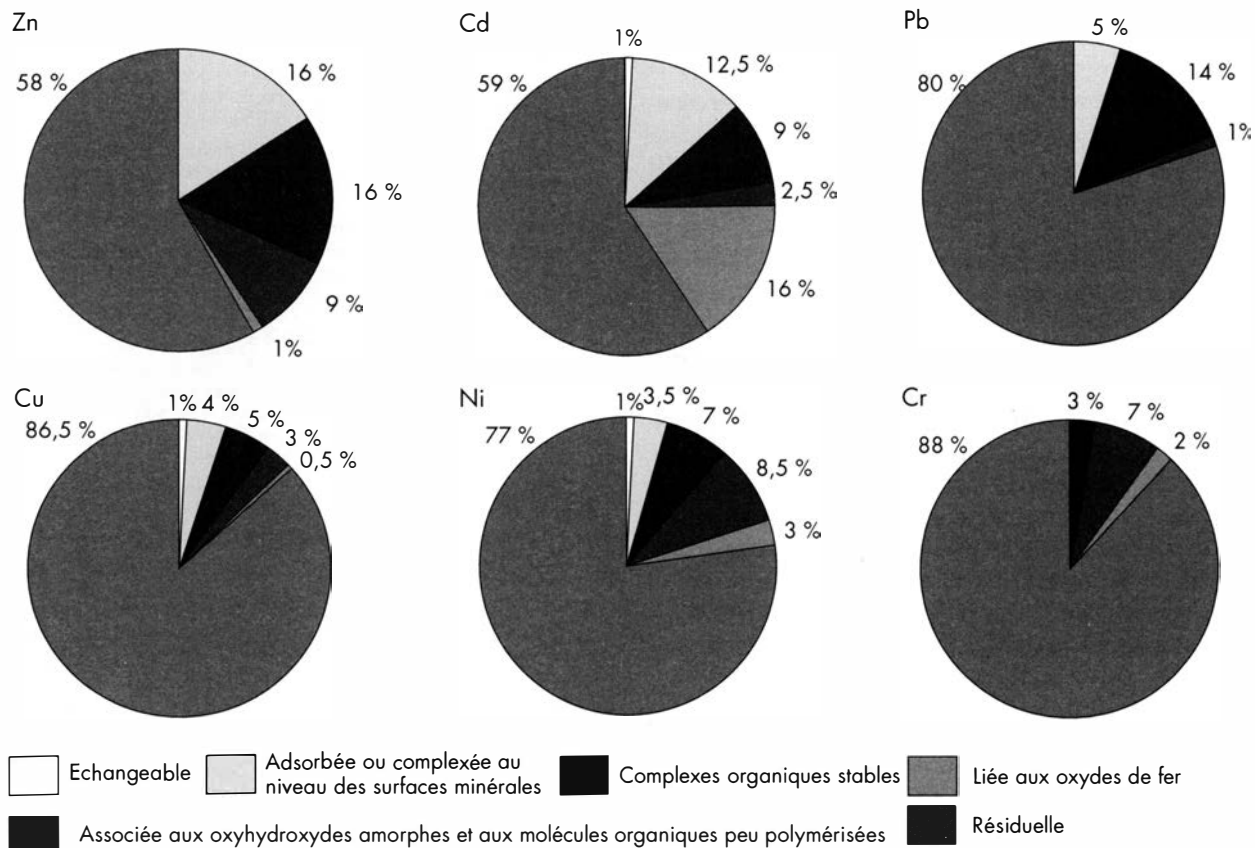 Zn
58 %
16 %
16 %
9 %
1%
Cd
1%
12,5 %
59 %
9 %
2,5%
16 %
Pb
5 %
80 %
14 %
1%
Cu
1% 4 %
86,5 %
5 %
3 %
0,5 %
Ni
1% 3,5 %
77 %
7 %
8,5 %
3 %
Cr
3 %
7 %
88 %
2 %
Echangeable
Adsorbée ou complexée au
niveau des surfaces minérales
Complexes organiques stables
Liée aux oxydes de fer
Associée aux oxyhydroxydes amorphes et aux molécules organiques peu polymérisées
Résiduelle